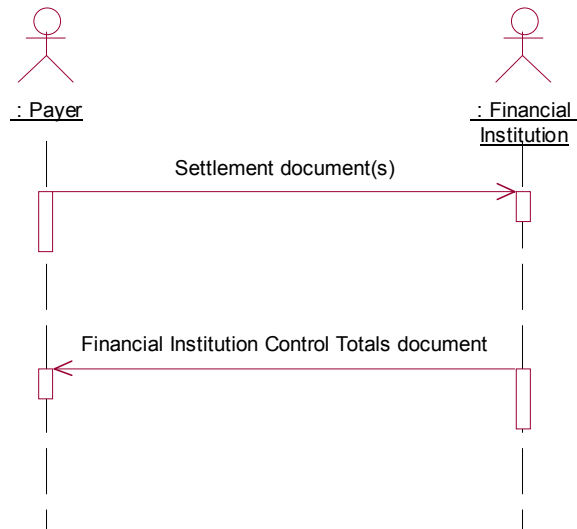 : Payer
: Financial
Institution
Settlement document(s)
Financial Institution Control Totals document